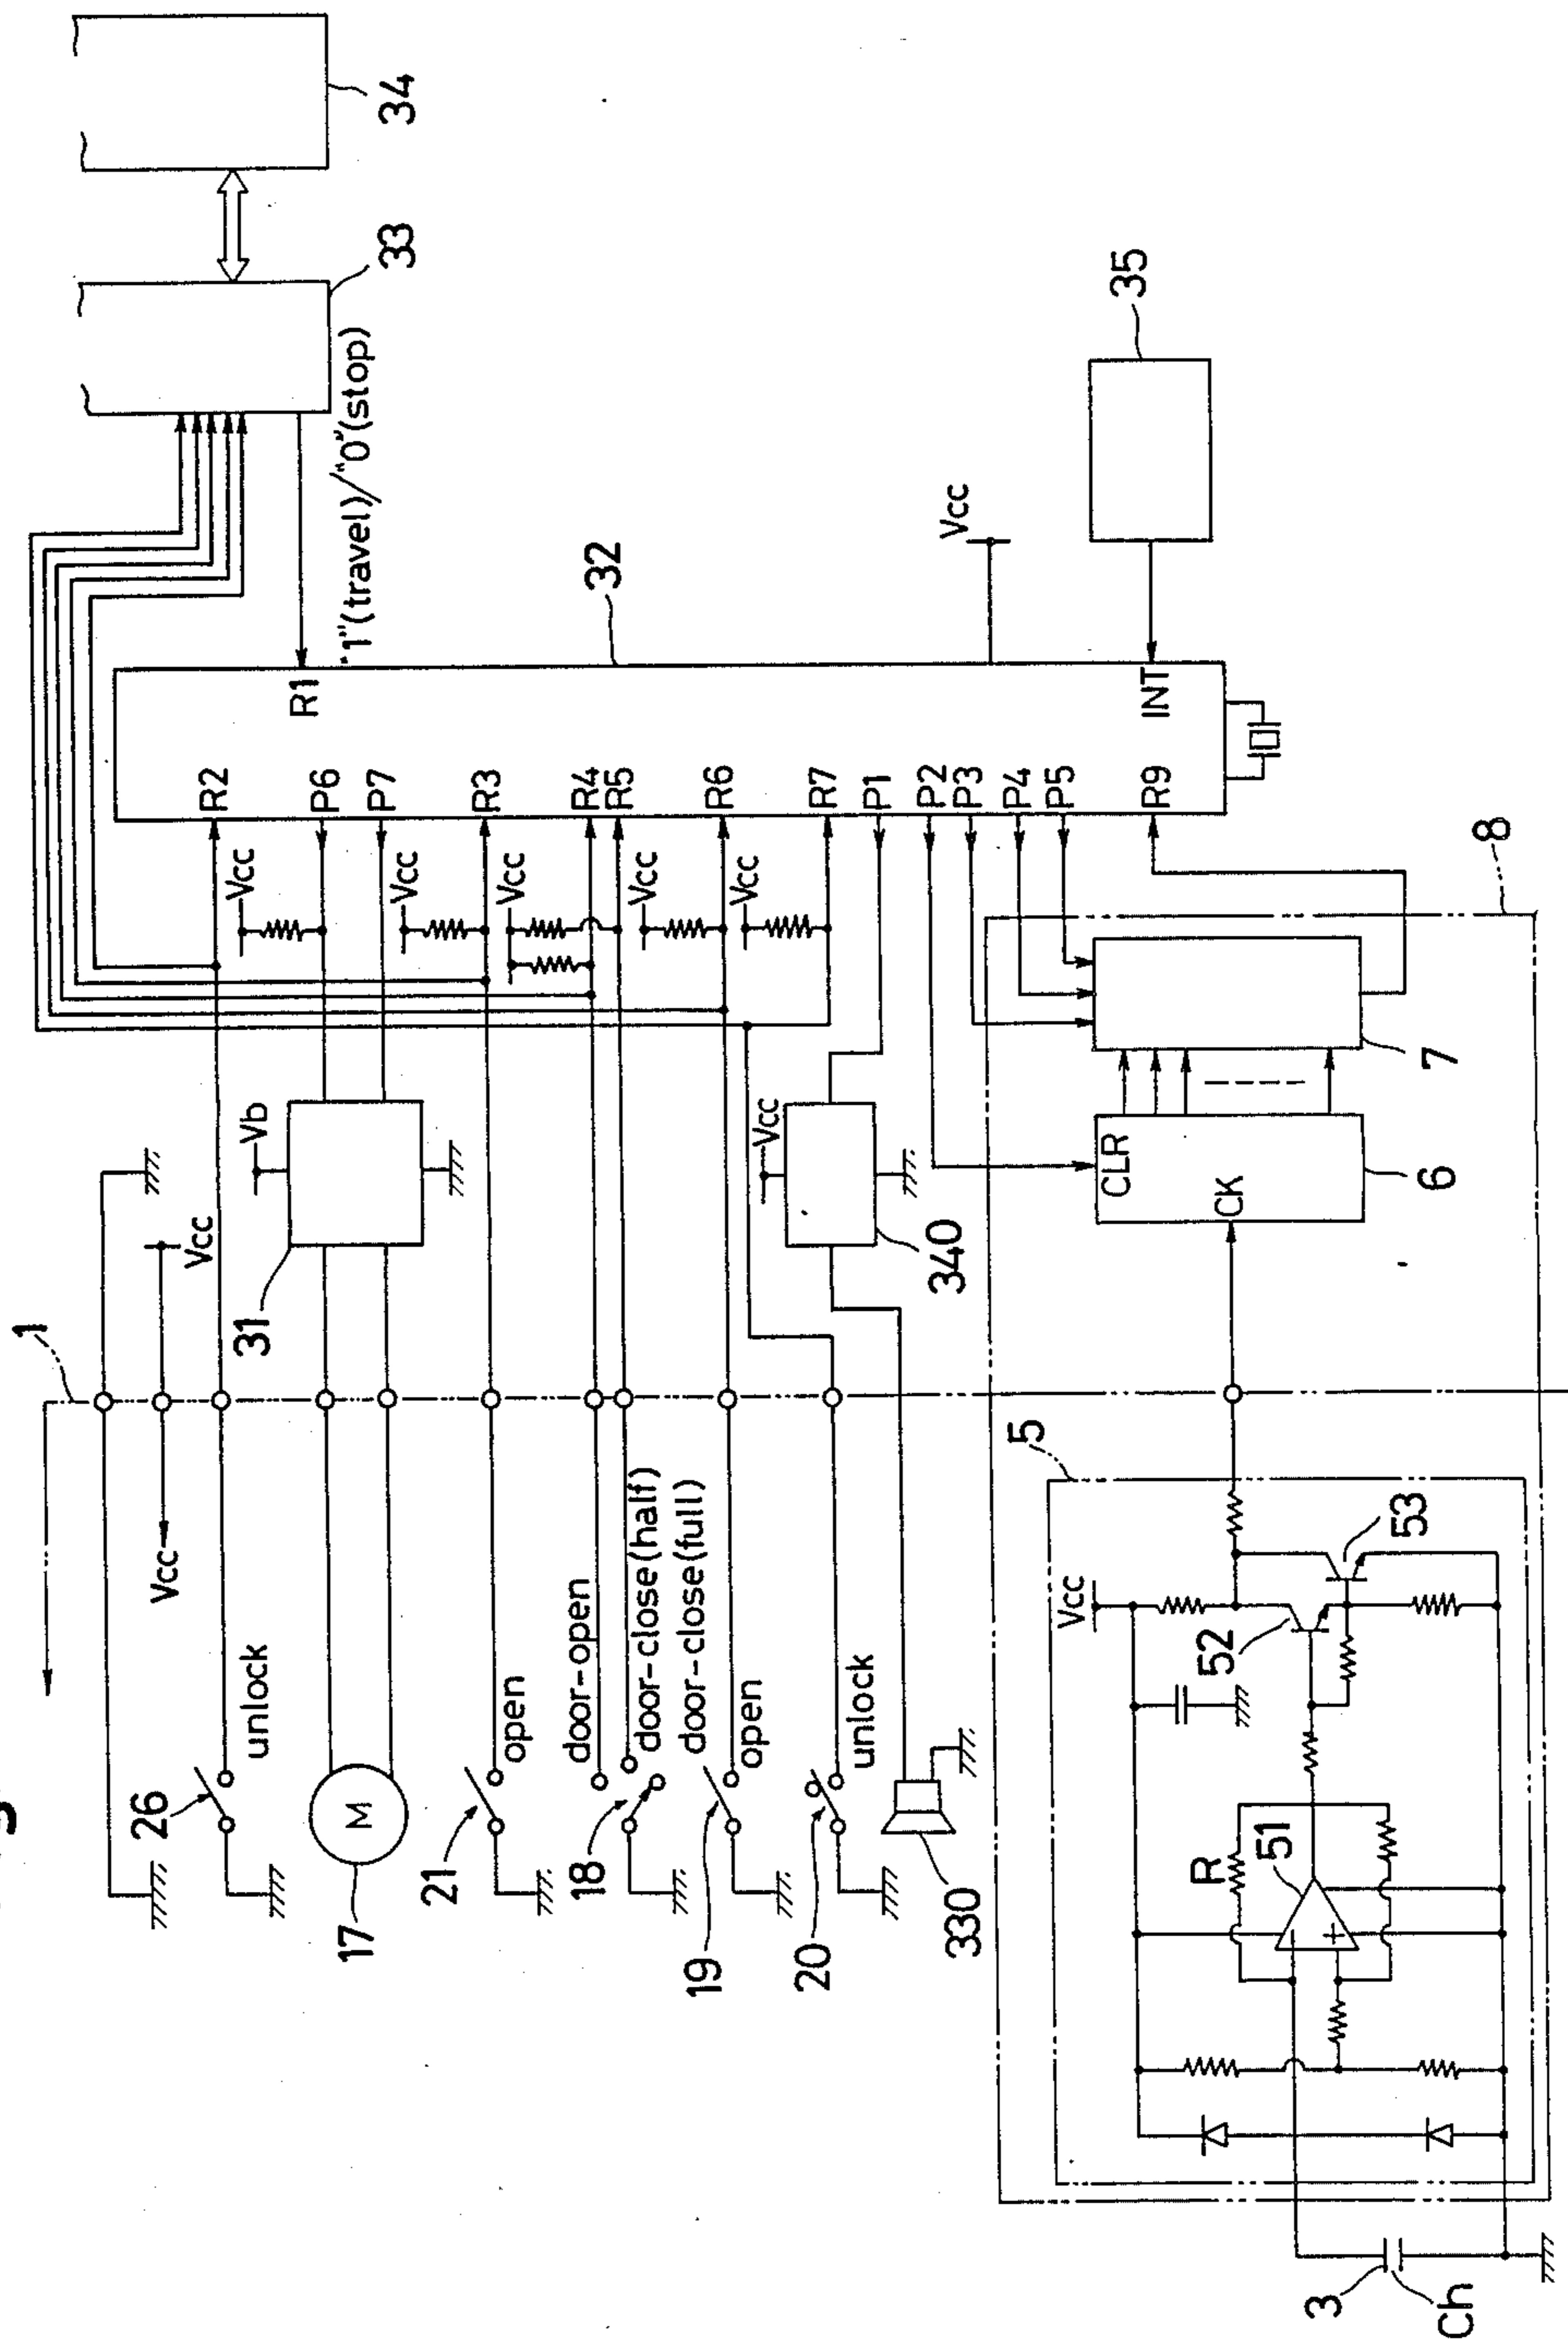 34
33
"1"(travel)/"0"(stop)
35
32
Vcc
R1
INT
R2
P6
P7
R3
R4
R5
R6
R7
P1
P2
P3
P4
P5
R9
Vcc
Vcc
Vcc
Vcc
Vcc
8
7
Vb
Vcc
CLR
CK
6
31
340
Vcc
1
Vcc
5
26
unlock
M
17
21
open
18
door-open
door-close(half)
door-close(full)
19
open
20
unlock
330
Vcc
52
53
R
51
3
Ch